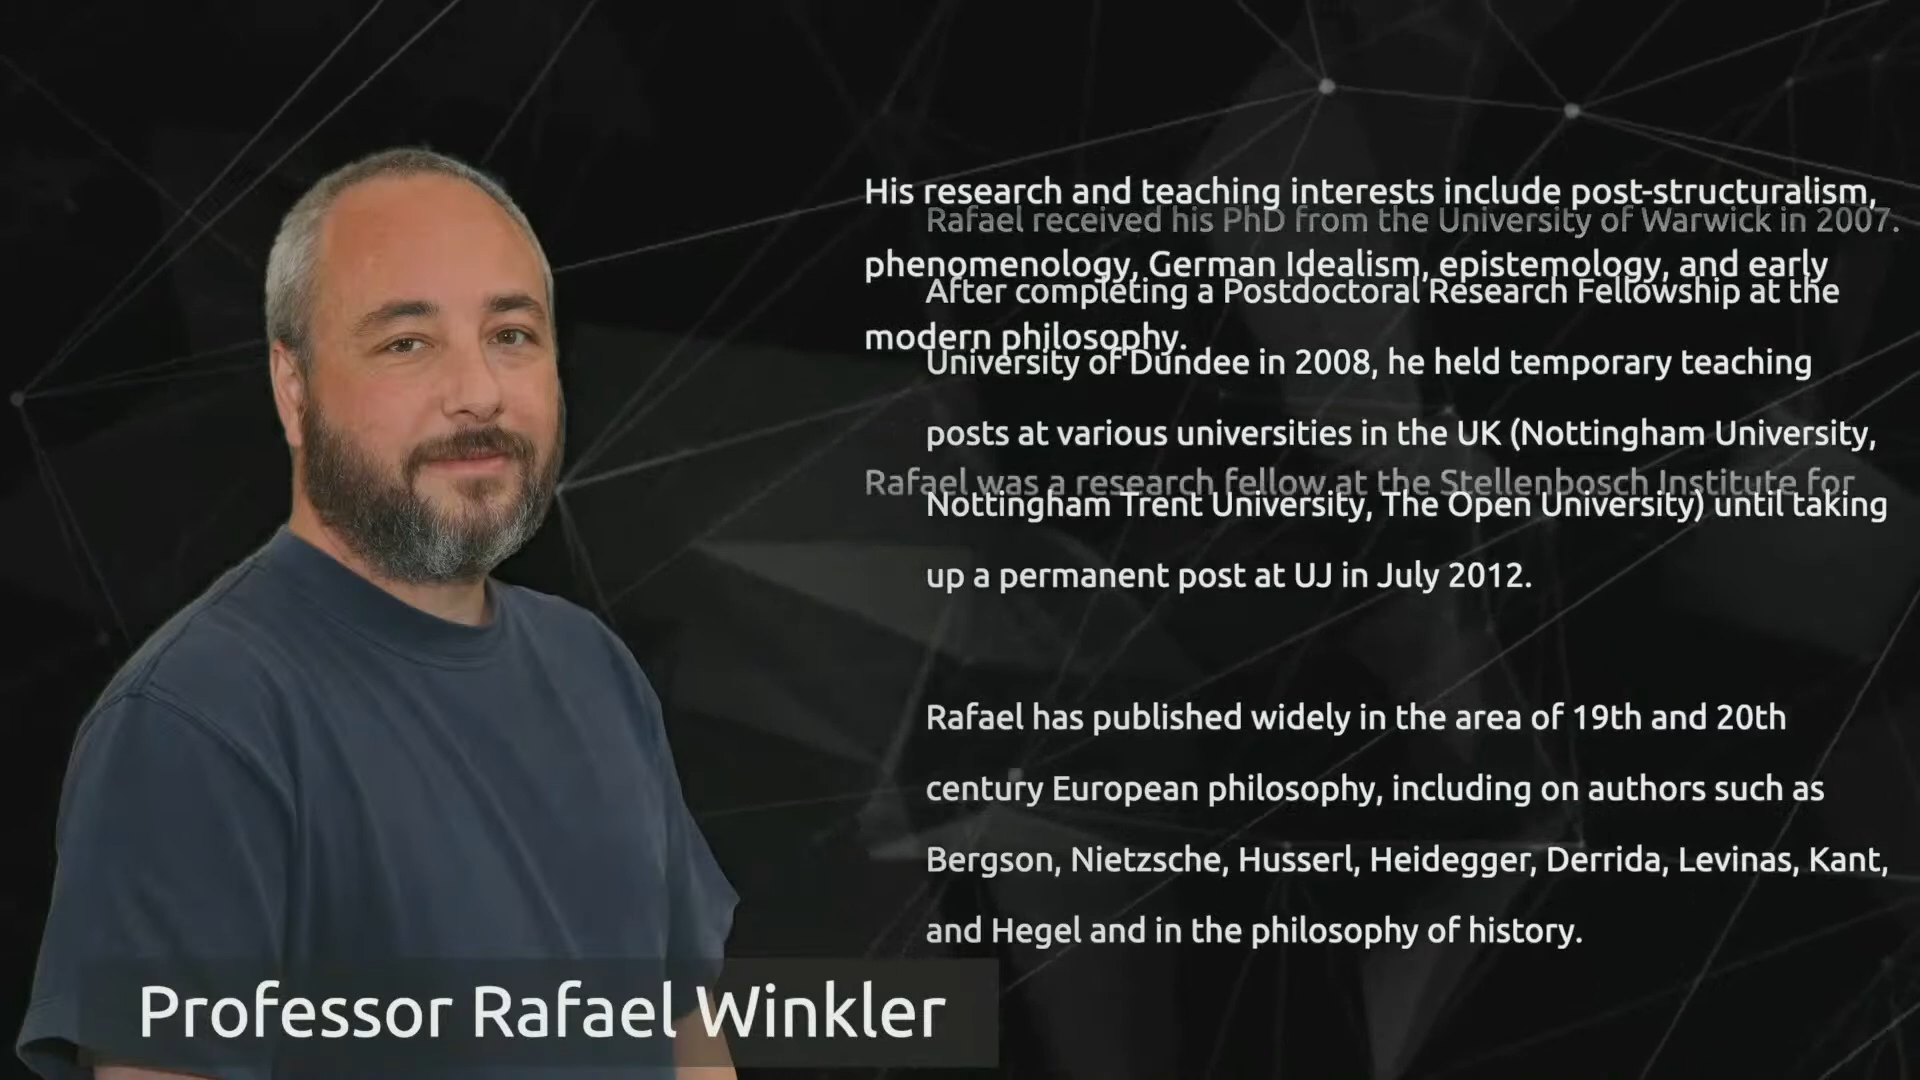 His research and teaching interests include post-structuralism,
phenomenology, German Idealism, epistemology, and early
modern philosophy.
Rafael was a research fellow at the Stellenbosch Institute for
Rafael received his PhD from the University of Warwick in 2007.
After completing a Postdoctoral Research Fellowship at the
University of Dundee in 2008, he held temporary teaching
posts at various universities in the UK (Nottingham University,
Nottingham Trent University, The Open University) until taking
up a permanent post at UJ in July 2012.
Rafael has published widely in the area of 19th and 20th
century European philosophy, including on authors such as
Bergson, Nietzsche, Husserl, Heidegger, Derrida, Levinas, Kant,
and Hegel and in the philosophy of history.
Professor Rafael Winkler